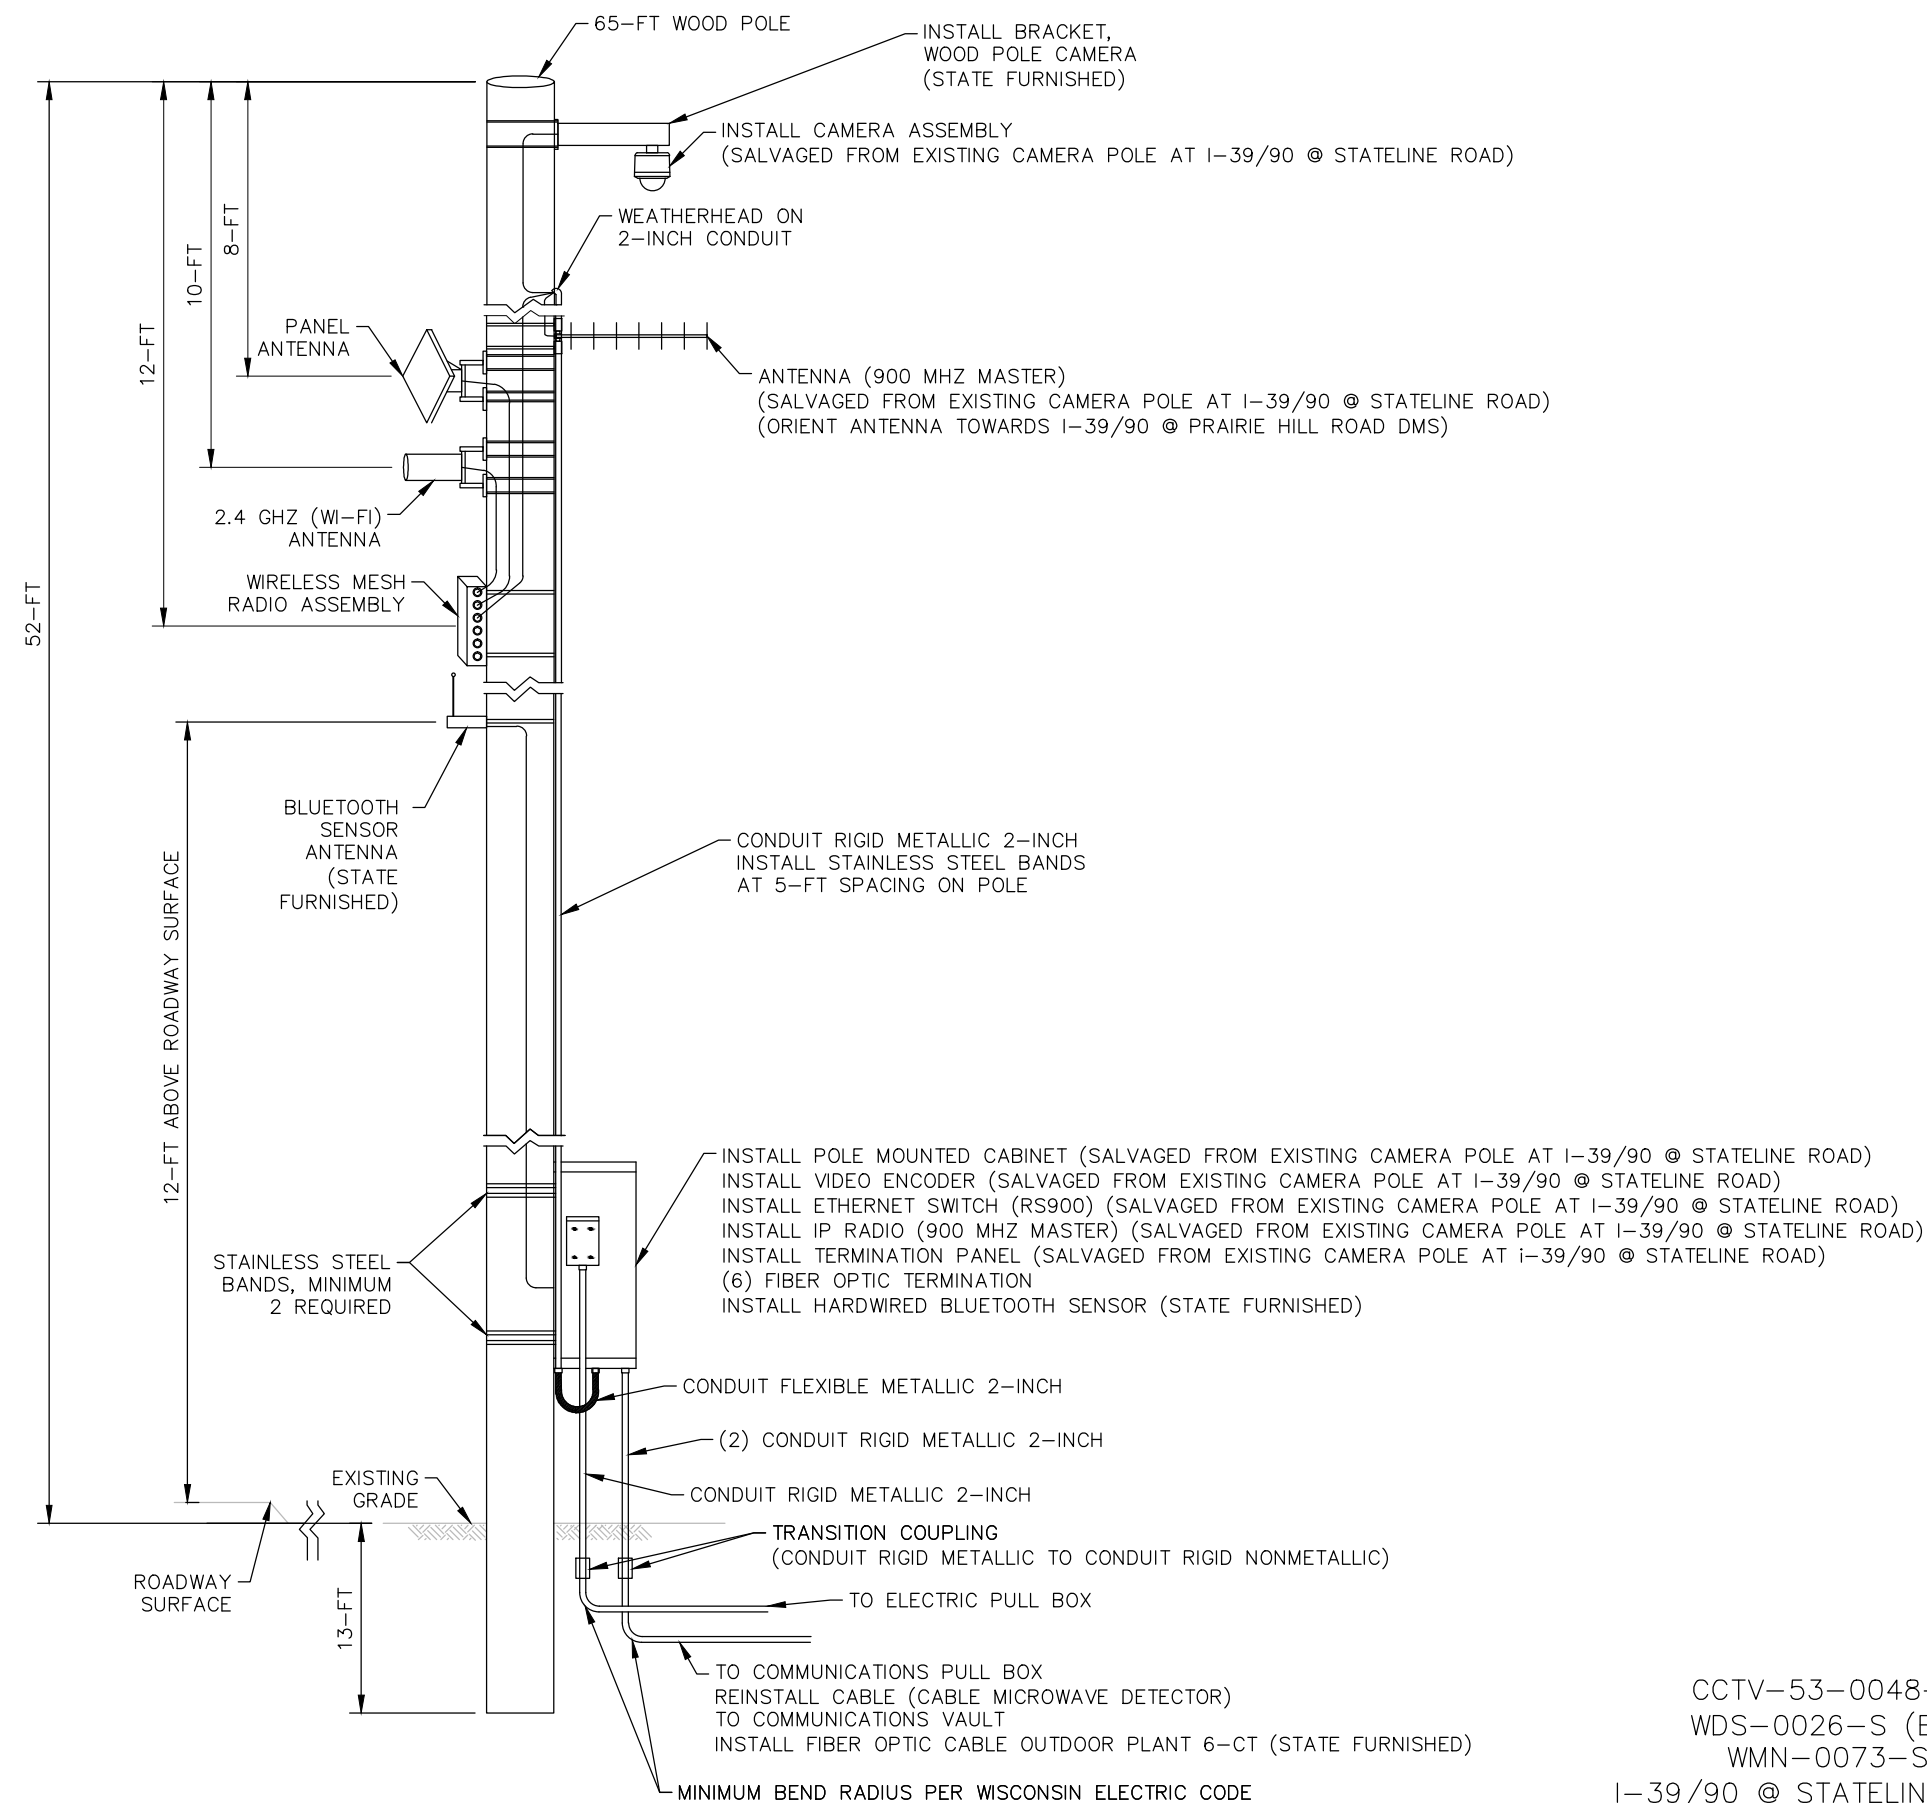 65-FT WOOD POLE
INSTALL BRACKET,
WOOD POLE CAMERA
(STATE FURNISHED)
INSTALL CAMERA ASSEMBLY
(SALVAGED FROM EXISTING CAMERA POLE AT I-39/90 @ STATELINE ROAD)
WEATHERHEAD ON
2-INCH CONDUIT
8-FT
10-FT
12-FT
52-FT
PANEL
ANTENNA
ANTENNA (900 MHZ MASTER)
(SALVAGED FROM EXISTING CAMERA POLE AT I-39/90 @ STATELINE ROAD)
(ORIENT ANTENNA TOWARDS I-39/90 @ PRAIRIE HILL ROAD DMS)
2.4 GHZ (WI-FI)
ANTENNA
WIRELESS MESH
RADIO ASSEMBLY
BLUETOOTH
SENSOR
ANTENNA
(STATE
FURNISHED)
CONDUIT RIGID METALLIC 2-INCH
INSTALL STAINLESS STEEL BANDS
AT 5-FT SPACING ON POLE
12-FT ABOVE ROADWAY SURFACE
INSTALL POLE MOUNTED CABINET (SALVAGED FROM EXISTING CAMERA POLE AT I-39/90 @ STATELINE ROAD)
INSTALL VIDEO ENCODER (SALVAGED FROM EXISTING CAMERA POLE AT I-39/90 @ STATELINE ROAD)
INSTALL ETHERNET SWITCH (RS900) (SALVAGED FROM EXISTING CAMERA POLE AT I-39/90 @ STATELINE ROAD)
INSTALL IP RADIO (900 MHZ MASTER) (SALVAGED FROM EXISTING CAMERA POLE AT I-39/90 @ STATELINE ROAD)
INSTALL TERMINATION PANEL (SALVAGED FROM EXISTING CAMERA POLE AT i-39/90 @ STATELINE ROAD)
(6) FIBER OPTIC TERMINATION
INSTALL HARDWIRED BLUETOOTH SENSOR (STATE FURNISHED)
STAINLESS STEEL
BANDS, MINIMUM
2 REQUIRED
CONDUIT FLEXIBLE METALLIC 2-INCH
(2) CONDUIT RIGID METALLIC 2-INCH
EXISTING
GRADE
CONDUIT RIGID METALLIC 2-INCH
TRANSITION COUPLING
(CONDUIT RIGID METALLIC TO CONDUIT RIGID NONMETALLIC)
ROADWAY
SURFACE
13-FT
TO ELECTRIC PULL BOX
TO COMMUNICATIONS PULL BOX
REINSTALL CABLE (CABLE MICROWAVE DETECTOR)
TO COMMUNICATIONS VAULT
INSTALL FIBER OPTIC CABLE OUTDOOR PLANT 6-CT (STATE FURNISHED)
MINIMUM BEND RADIUS PER WISCONSIN ELECTRIC CODE
CCTV-53-0048-
WDS-0026-S (
WMN-0073-S
I-39/90 @